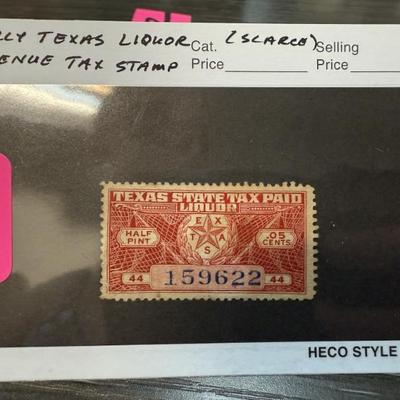 LLY TEXAS LIQUOR Cat. (SCARCE) Selling
ENUE TAX STAMP Price Price
TEXAS STATE TAX PAID
LIQUOR
TEXAS
HALF PINT
.05 CENTS
44 159622 44
HECO STYLE